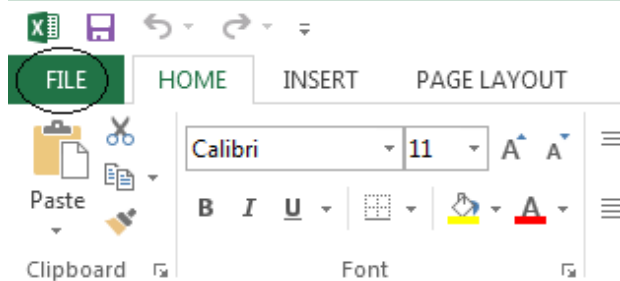 FILE HOME INSERT PAGE LAYOUT
Calibri 11 A A
Paste
B I U A
Clipboard Font